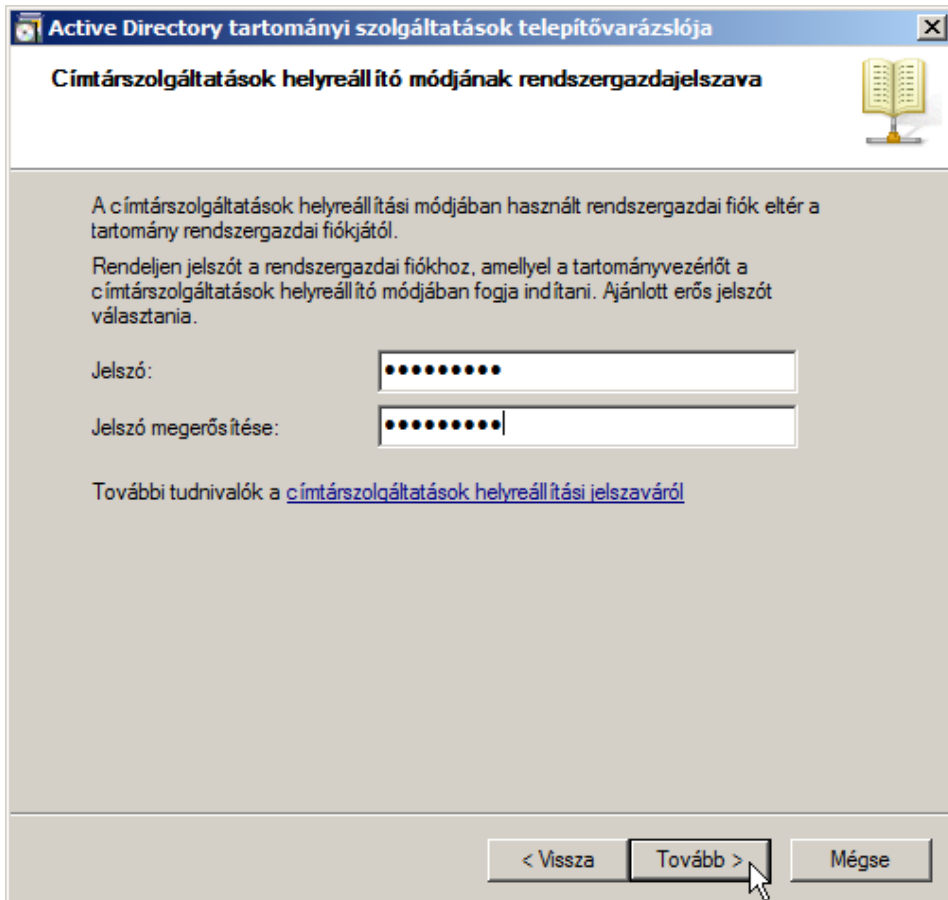 Active Directory tartományi szolgáltatások telepítővarázslója
Címtárszolgáltatások helyreállító módjának rendszergazdajelszava
A címtárszolgáltatások helyreállítási módjában használt rendszergazdai fiók eltér a
tartomány rendszergazdai fiókjától.
Rendeljen jelszót a rendszergazdai fiókhoz, amellyel a tartományvezérlőt a
címtárszolgáltatások helyreállító módjában fogja indítani. Ajánlott erős jelszót
választania.
Jelszó: ●●●●●●●●●
Jelszó megerősítése: ●●●●●●●●●
További tudnivalók a címtárszolgáltatások helyreállítási jelszaváról
< Vissza Tovább > Mégse